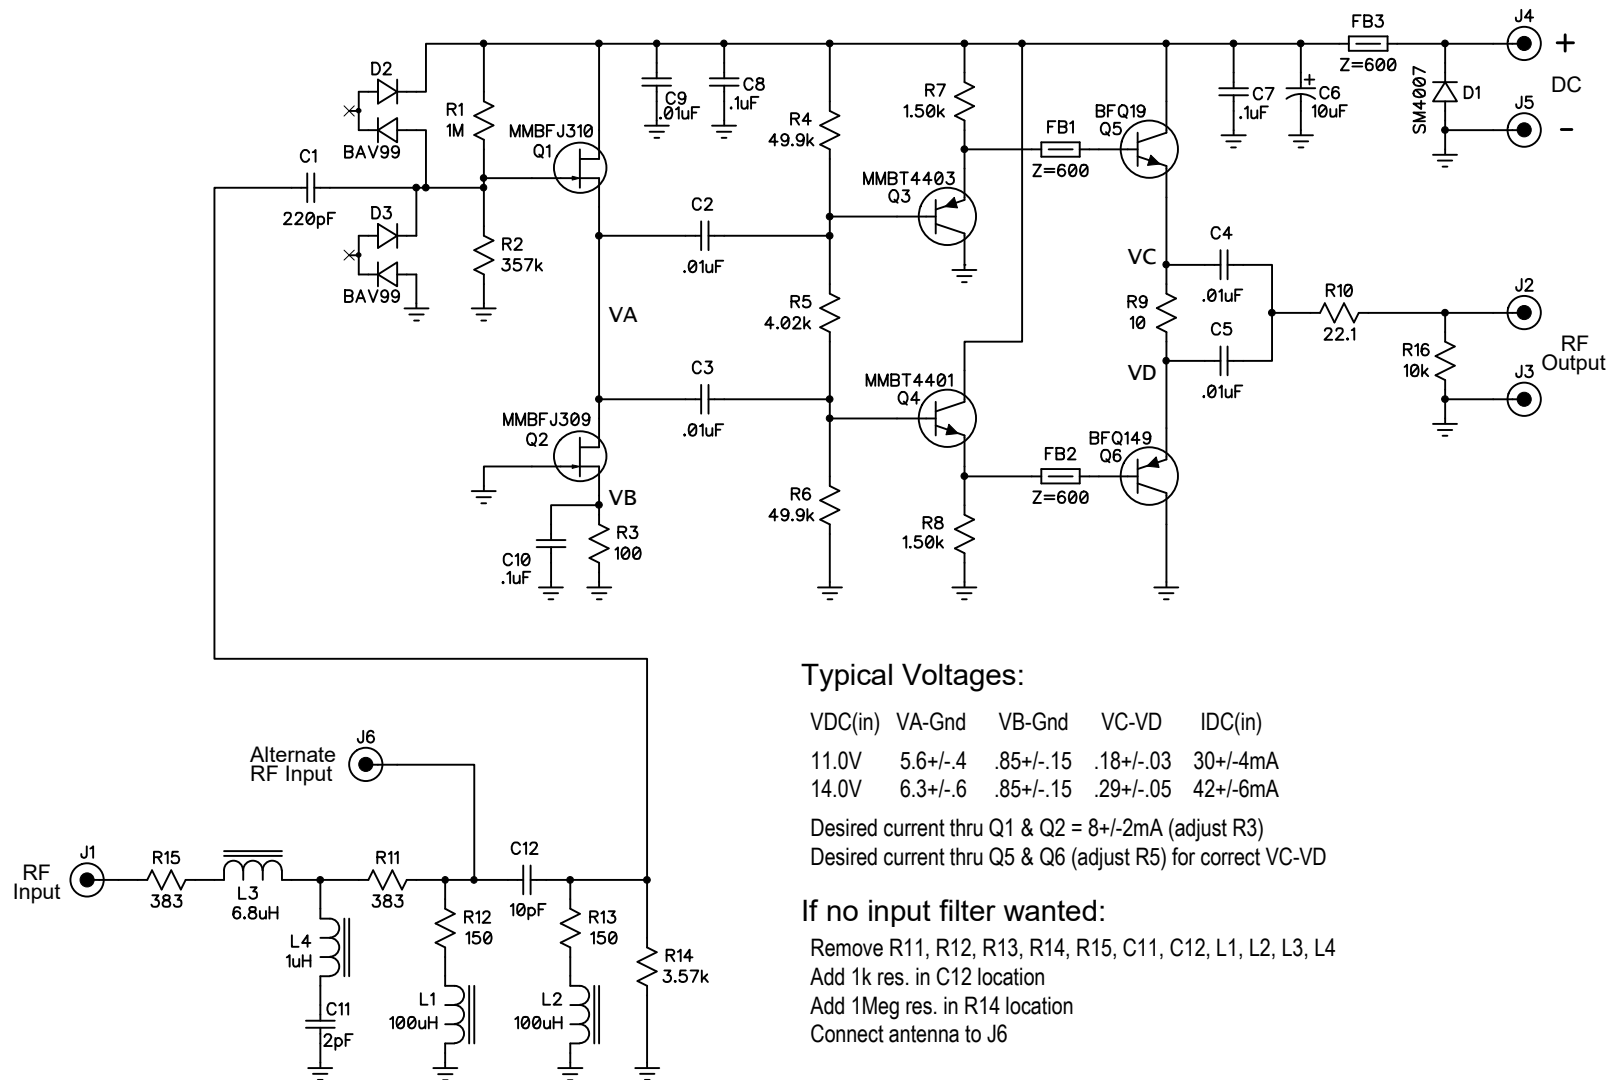 FB3
Z=600
J4
+
DC
J5
-
SM4007
D1
D2
BAV99
R1
1M
MMBFJ310
Q1
C9
.01uF
C8
.1uF
R4
49.9k
R7
1.50k
FB1
Z=600
BFQ19
Q5
C7
.1uF
+
C6
10uF
C1
220pF
D3
BAV99
R2
357k
C2
.01uF
MMBT4403
Q3
VC
C4
.01uF
VA
R5
4.02k
R9
10
R10
22.1
J2
RF
Output
C5
.01uF
R16
10k
J3
VD
C3
.01uF
MMBT4401
Q4
MMBFJ309
Q2
BFQ149
Q6
FB2
Z=600
VB
R3
100
C10
.1uF
R6
49.9k
R8
1.50k
Typical Voltages:
VDC(in) VA-Gnd VB-Gnd VC-VD IDC(in)
11.0V 5.6+/-.4 .85+/-.15 .18+/-.03 30+/-4mA
14.0V 6.3+/-.6 .85+/-.15 .29+/-.05 42+/-6mA
Desired current thru Q1 & Q2 = 8+/-2mA (adjust R3)
Desired current thru Q5 & Q6 (adjust R5) for correct VC-VD
If no input filter wanted:
Remove R11, R12, R13, R14, R15, C11, C12, L1, L2, L3, L4
Add 1k res. in C12 location
Add 1Meg res. in R14 location
Connect antenna to J6
J6
Alternate
RF Input
RF
Input
J1
R15
383
L3
6.8uH
R11
383
C12
10pF
L4
1uH
R12
150
R13
150
R14
3.57k
C11
2pF
L1
100uH
L2
100uH